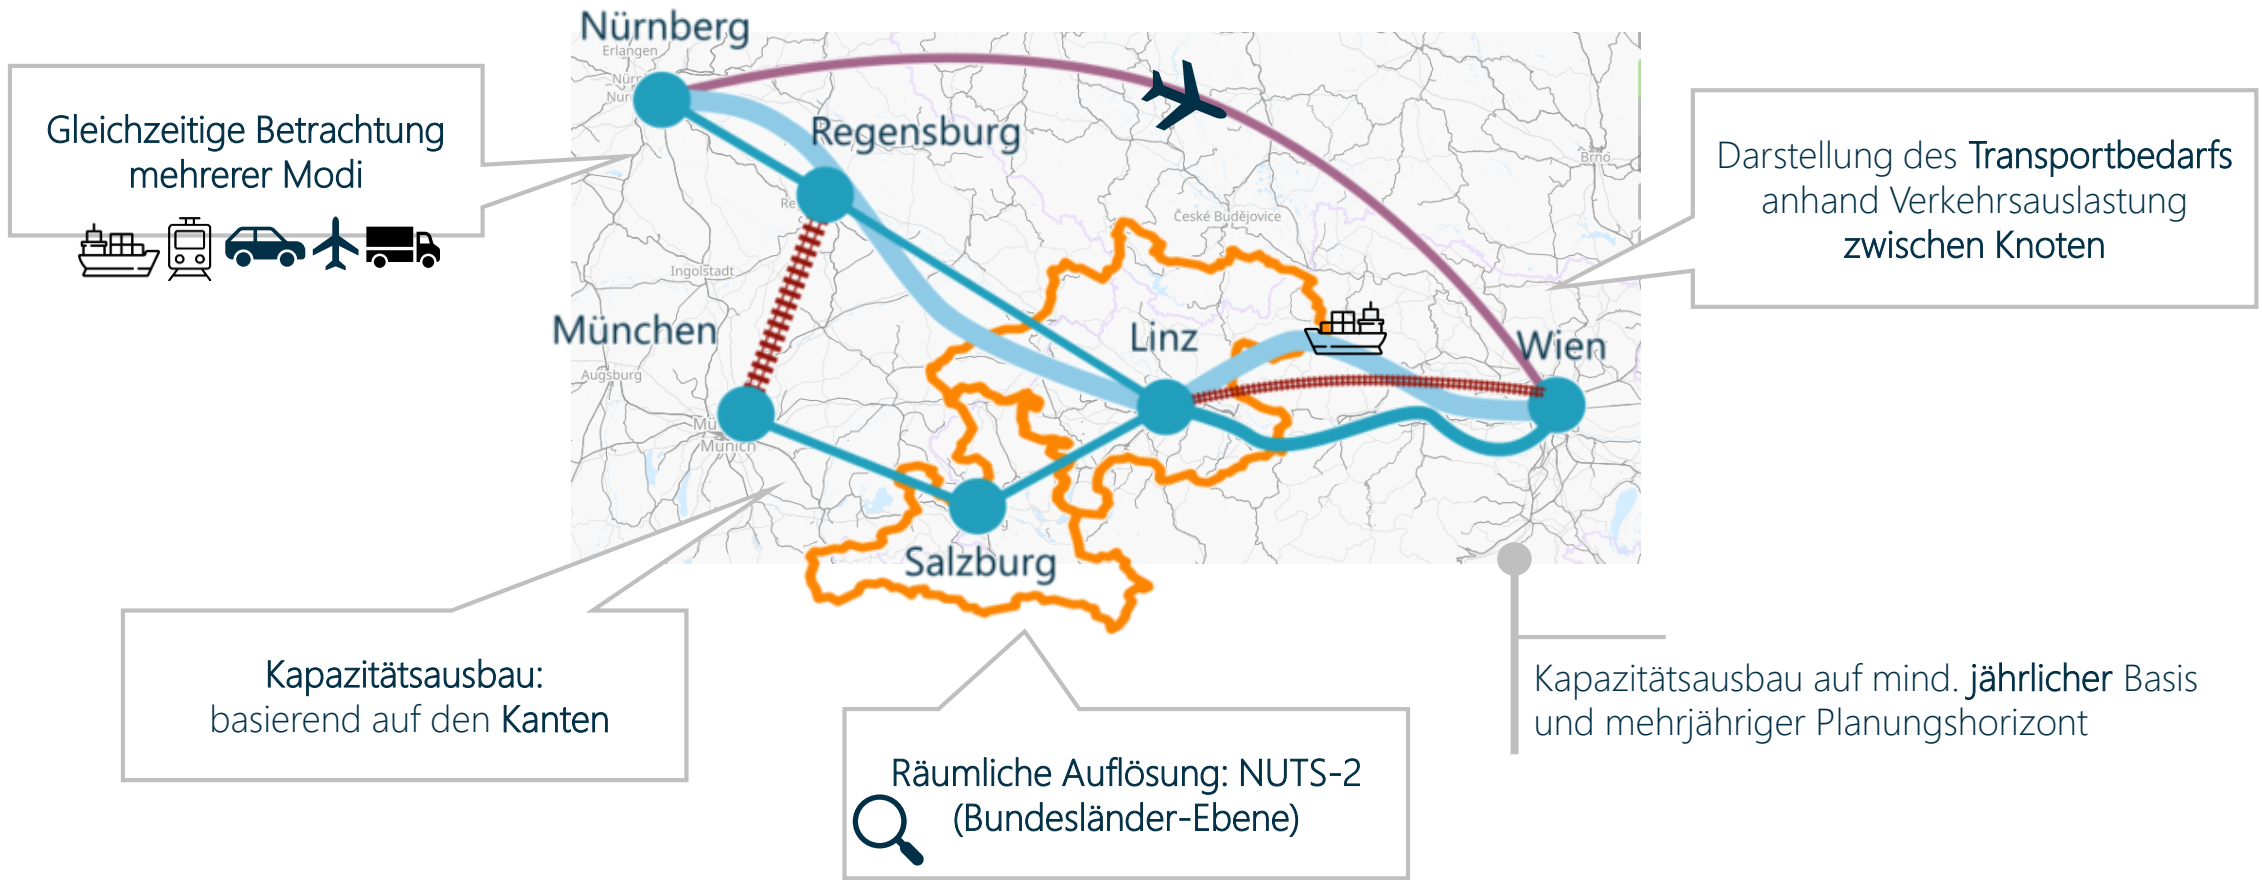 Nürnberg
Erlangen
Regensburg
Gleichzeitige Betrachtung
mehrerer Modi
Darstellung des Transportbedarfs
anhand Verkehrsauslastung
zwischen Knoten
Brno
České Budějovice
Ingolstadt
München
Linz
Wien
Augsburg
Munich
Salzburg
Kapazitätsausbau:
basierend auf den Kanten
Kapazitätsausbau auf mind. jährlicher Basis
und mehrjähriger Planungshorizont
Räumliche Auflösung: NUTS-2
(Bundesländer-Ebene)